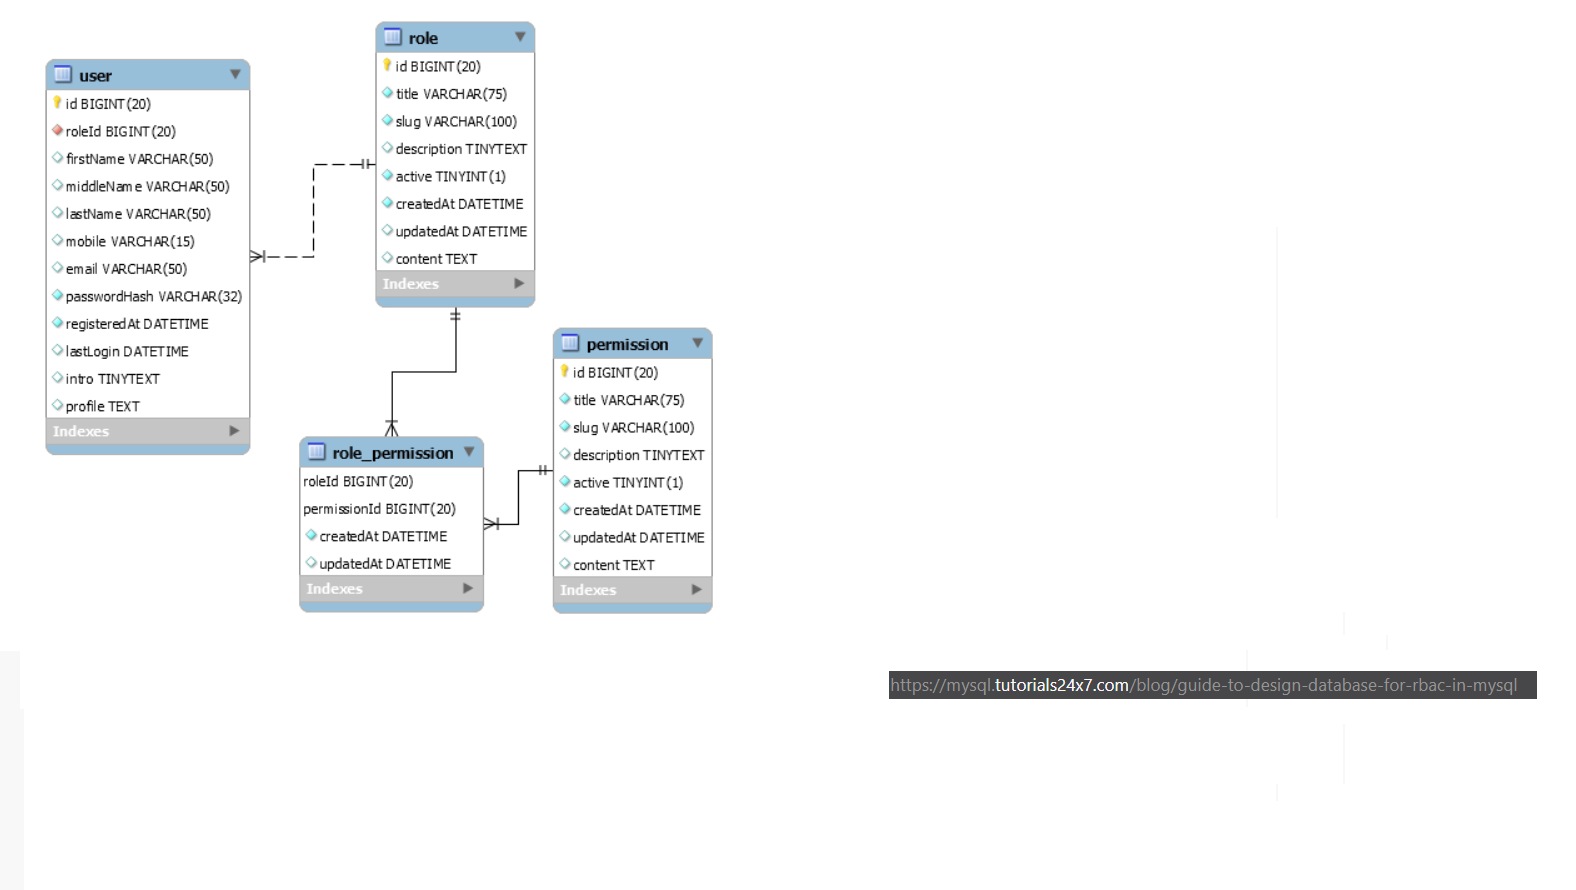 user
id BIGINT(20)
roleId BIGINT(20)
firstName VARCHAR(50)
middleName VARCHAR(50)
lastName VARCHAR(50)
mobile VARCHAR(15)
email VARCHAR(50)
passwordHash VARCHAR(32)
registeredAt DATETIME
lastLogin DATETIME
intro TINYTEXT
profile TEXT
Indexes
role
id BIGINT(20)
title VARCHAR(75)
slug VARCHAR(100)
description TINYTEXT
active TINYINT(1)
createdAt DATETIME
updatedAt DATETIME
content TEXT
Indexes
role_permission
roleId BIGINT(20)
permissionId BIGINT(20)
createdAt DATETIME
updatedAt DATETIME
Indexes
permission
id BIGINT(20)
title VARCHAR(75)
slug VARCHAR(100)
description TINYTEXT
active TINYINT(1)
createdAt DATETIME
updatedAt DATETIME
content TEXT
Indexes
https://mysql.tutorials24x7.com/blog/guide-to-design-database-for-rbac-in-mysql